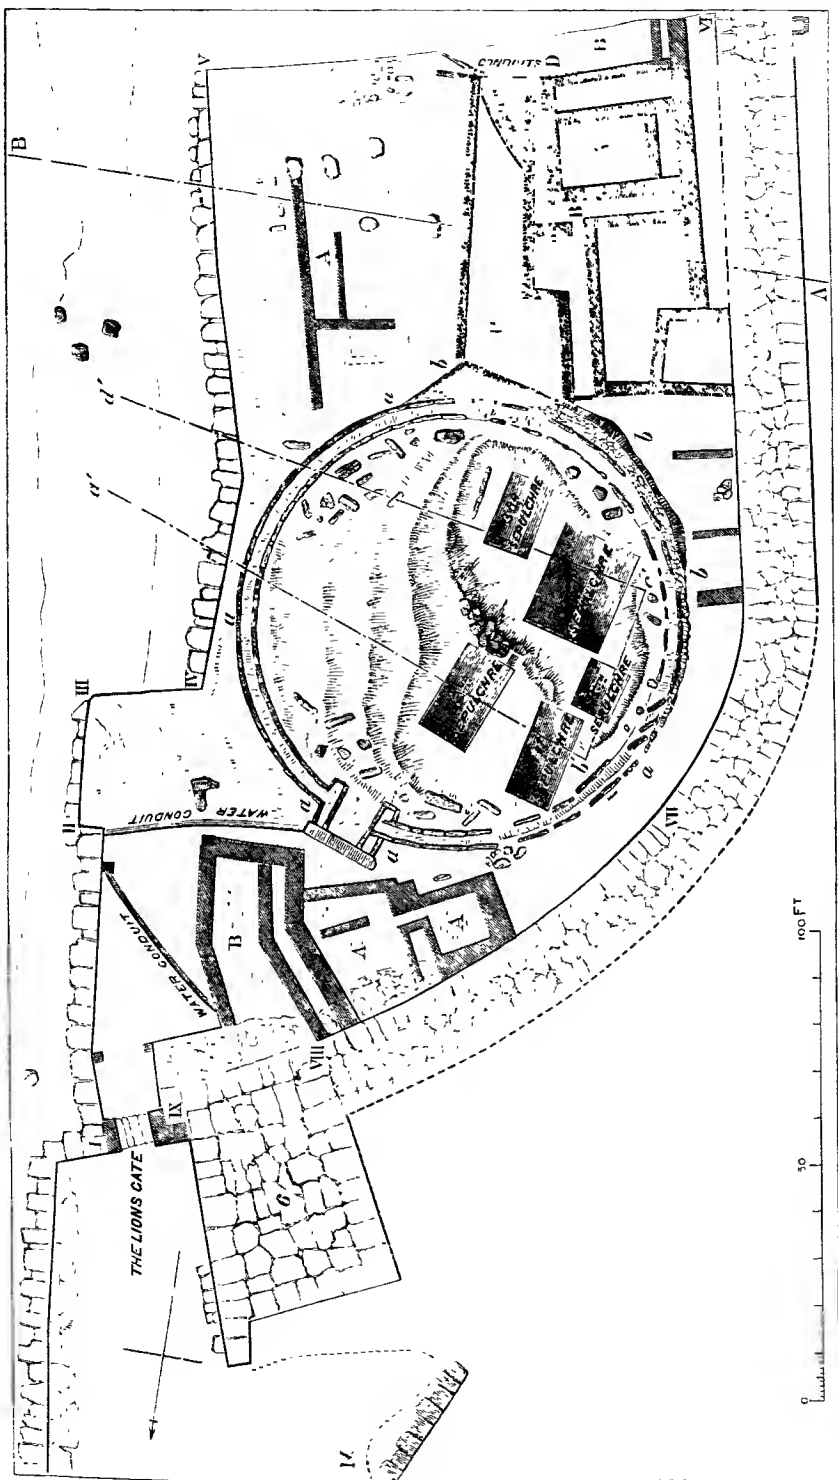 THE LIONS GATE
WATER CONDUIT
WATER CONDUIT
CONDUITS
SEPULCHRE
SEPULCHRE
SEPULCHRE
SEPULCHRE
SEPULCHRE
I
II
III
IV
V
VI
VII
VIII
IX
A
A
A
A
B
B
B
B
D
M
6
a
a
a
a
a
a'
d'
c'
b
b
b
b
0
50
100 FT